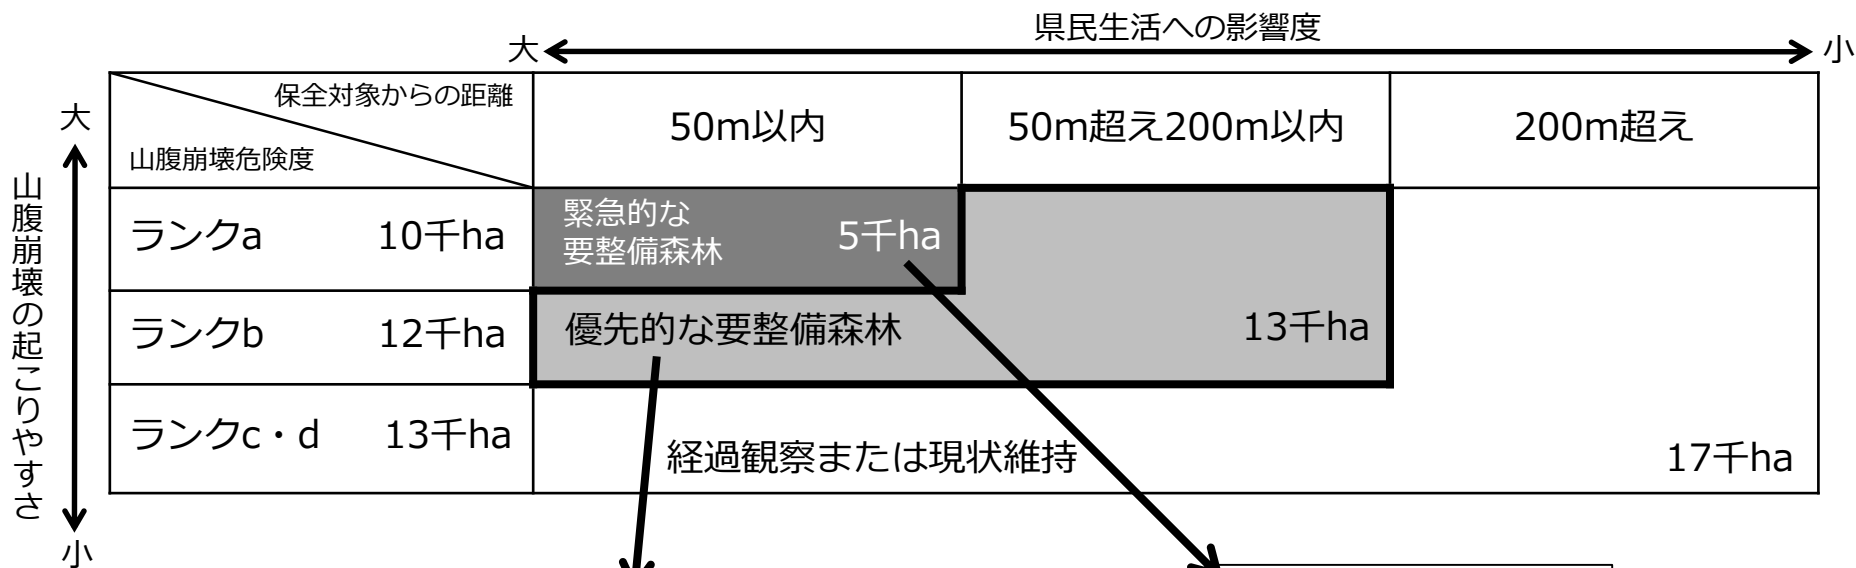 県民生活への影響度
大
小
保全対象からの距離
山腹崩壊危険度
50m以内
50m超え200m以内
200m超え
大
山腹崩壊の起こりやすさ
小
ランクa 10千ha
緊急的な
要整備森林
5千ha
ランクb 12千ha
優先的な要整備森林
13千ha
ランクc・d 13千ha
経過観察または現状維持
17千ha